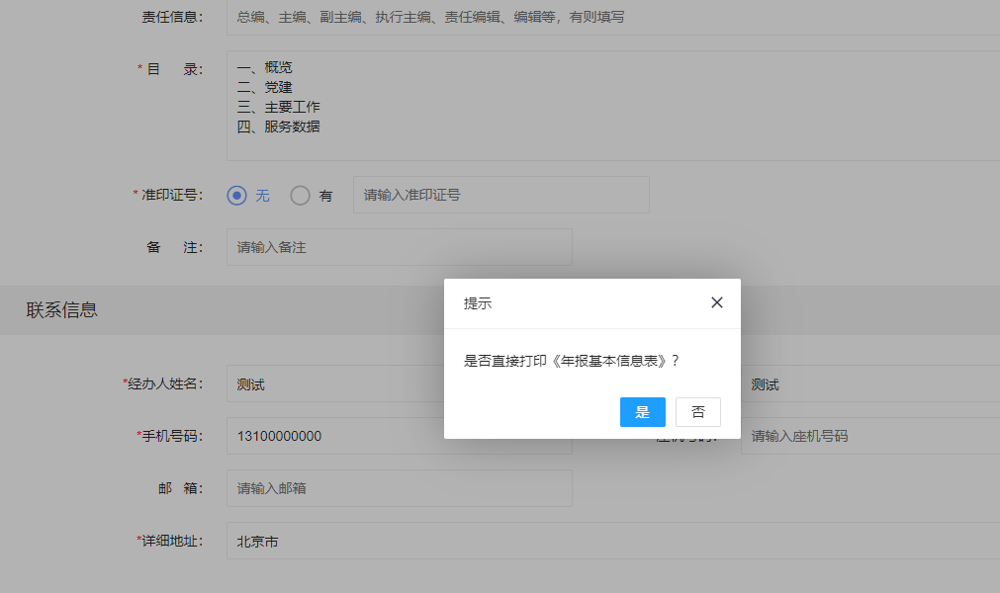 责任信息： 总编、主编、副主编、执行主编、责任编辑、编辑等，有则填写
* 目 录： 一、概览
二、党建
三、主要工作
四、服务数据
* 准印证号： 无 有 请输入准印证号
备 注： 请输入备注
联系信息
提示
是否直接打印《年报基本信息表》？
是 否
*经办人姓名： 测试 测试
*手机号码： 13100000000 请输入座机号码
邮 箱： 请输入邮箱
*详细地址： 北京市